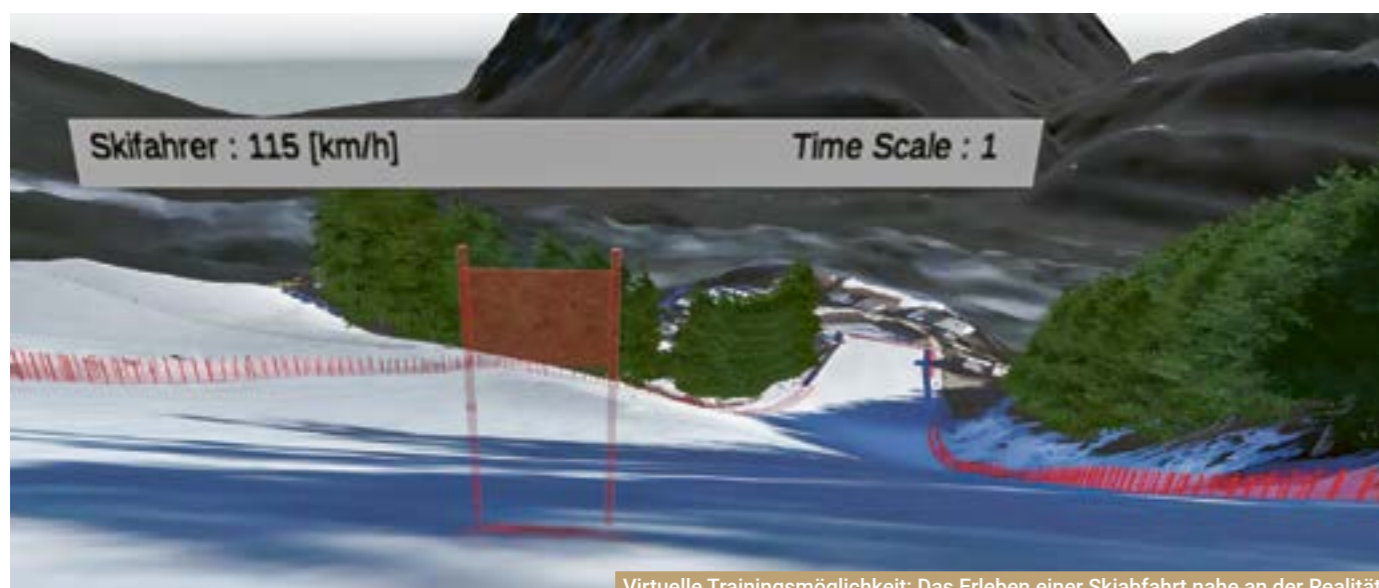 Skifahrer : 115 [km/h] Time Scale : 1
Virtuelle Trainingsmöglichkeit: Das Erleben einer Skiabfahrt nahe an der Realität